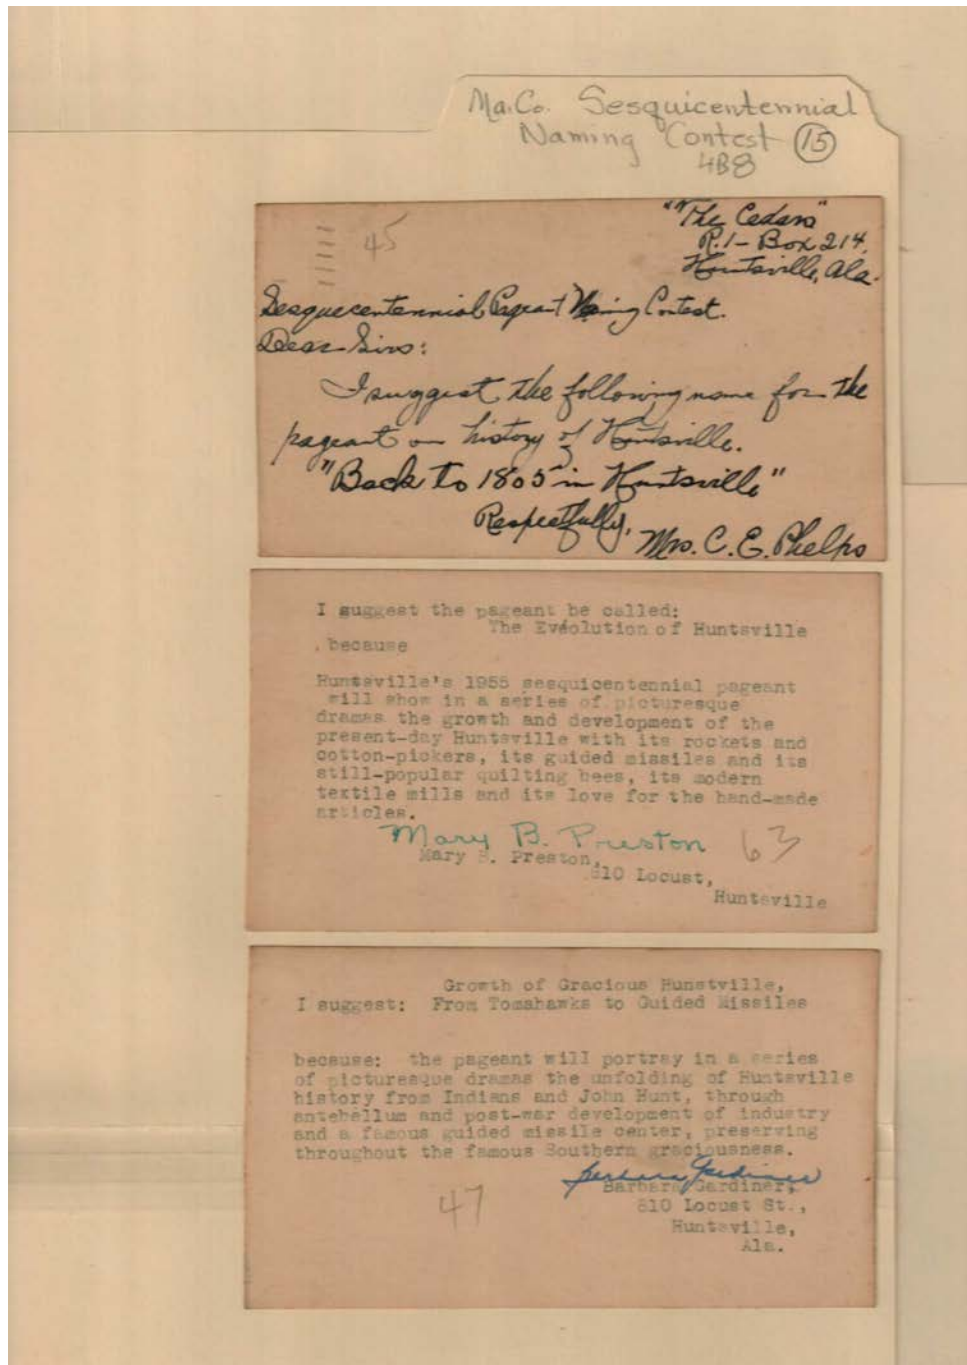 Ma. Co. Sesquicentennial
Naming Contest 15
4B8
45
"The Cedars"
R.1 - Box 214,
Huntsville, Ala.
Sesquecentennial Pageant Naming Contest.
Dear Sirs:
I suggest the following name for the
pageant on history of Huntsville.
"Back to 1805 in Huntsville"
Respectfully,
Mrs. C. E. Phelps
I suggest the pageant be called:
The Evéolution of Huntsville
because
Huntsville's 1955 sesquicentennial pageant
will show in a series of picturesque
dramas the growth and development of the
present-day Huntsville with its rockets and
cotton-pickers, its guided missiles and its
still-popular quilting bees, its modern
textile mills and its love for the hand-made
articles.
Mary B. Preston
63
Mary B. Preston,
610 Locust,
Huntsville
Growth of Gracious Hunstville,
I suggest: From Tomahawks to Guided Missiles
because: the pageant will portray in a series
of picturesque dramas the unfolding of Huntsville
history from Indians and John Hunt, through
antebellum and post-war development of industry
and a famous guided missile center, preserving
throughout the famous Southern graciousness.
Barbara Gardiner
Barbara Gardiner,
610 Locust St.,
47
Huntsville,
Ala.